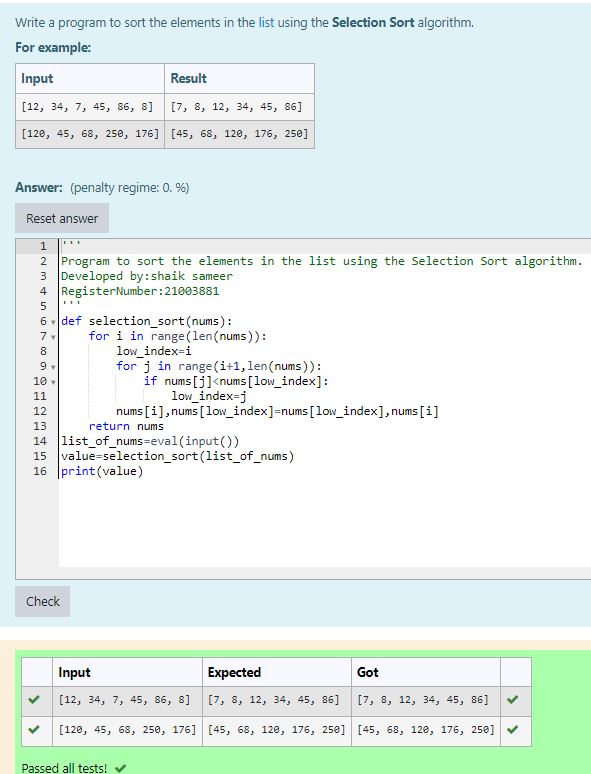 Write a program to sort the elements in the list using the Selection Sort algorithm.
For example:
Input Result
[12, 34, 7, 45, 86, 8] [7, 8, 12, 34, 45, 86]
[120, 45, 68, 250, 176] [45, 68, 120, 176, 250]
Answer: (penalty regime: 0. %)
Reset answer
1 '''
2 Program to sort the elements in the list using the Selection Sort algorithm.
3 Developed by:shaik sameer
4 RegisterNumber:21003881
5 '''
6 def selection_sort(nums):
7     for i in range(len(nums)):
8         low_index=i
9         for j in range(i+1,len(nums)):
10             if nums[j]<nums[low_index]:
11                 low_index=j
12         nums[i],nums[low_index]=nums[low_index],nums[i]
13     return nums
14 list_of_nums=eval(input())
15 value=selection_sort(list_of_nums)
16 print(value)
Check
Input Expected Got
[12, 34, 7, 45, 86, 8] [7, 8, 12, 34, 45, 86] [7, 8, 12, 34, 45, 86]
[120, 45, 68, 250, 176] [45, 68, 120, 176, 250] [45, 68, 120, 176, 250]
Passed all tests!